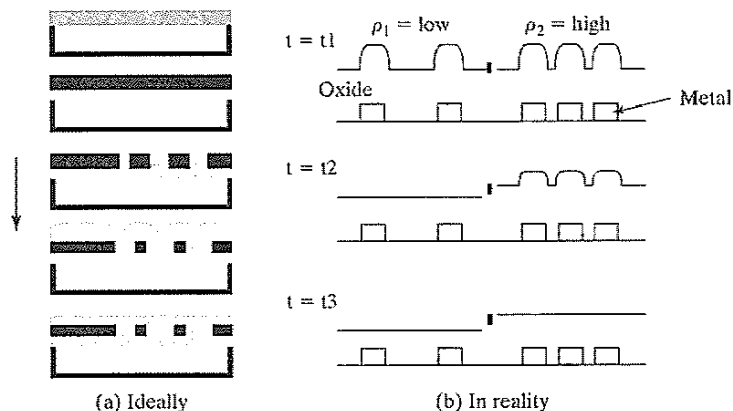 t = t1
ρ₁ = low
ρ₂ = high
Oxide
Metal
t = t2
t = t3
(a) Ideally
(b) In reality